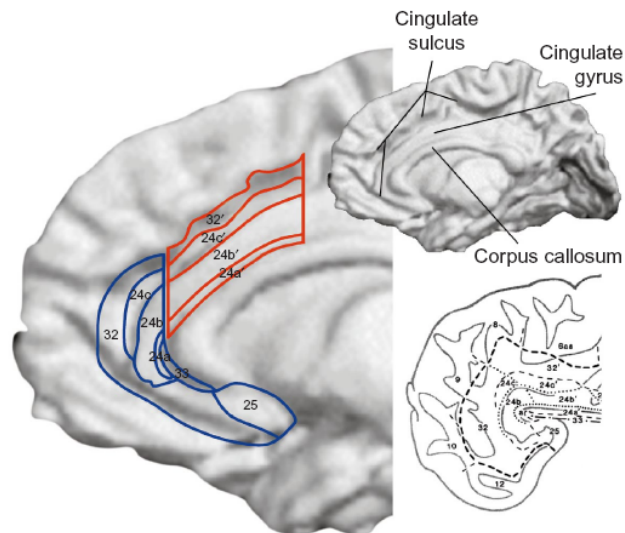 Cingulate
sulcus
Cingulate
gyrus
Corpus callosum
32′
24c′
24b′
24a′
24c
24b
24a
32
33
25
8
6aβ
32′
9
24c
24c′
24b
24b′
24a′
33
32
25
10
12